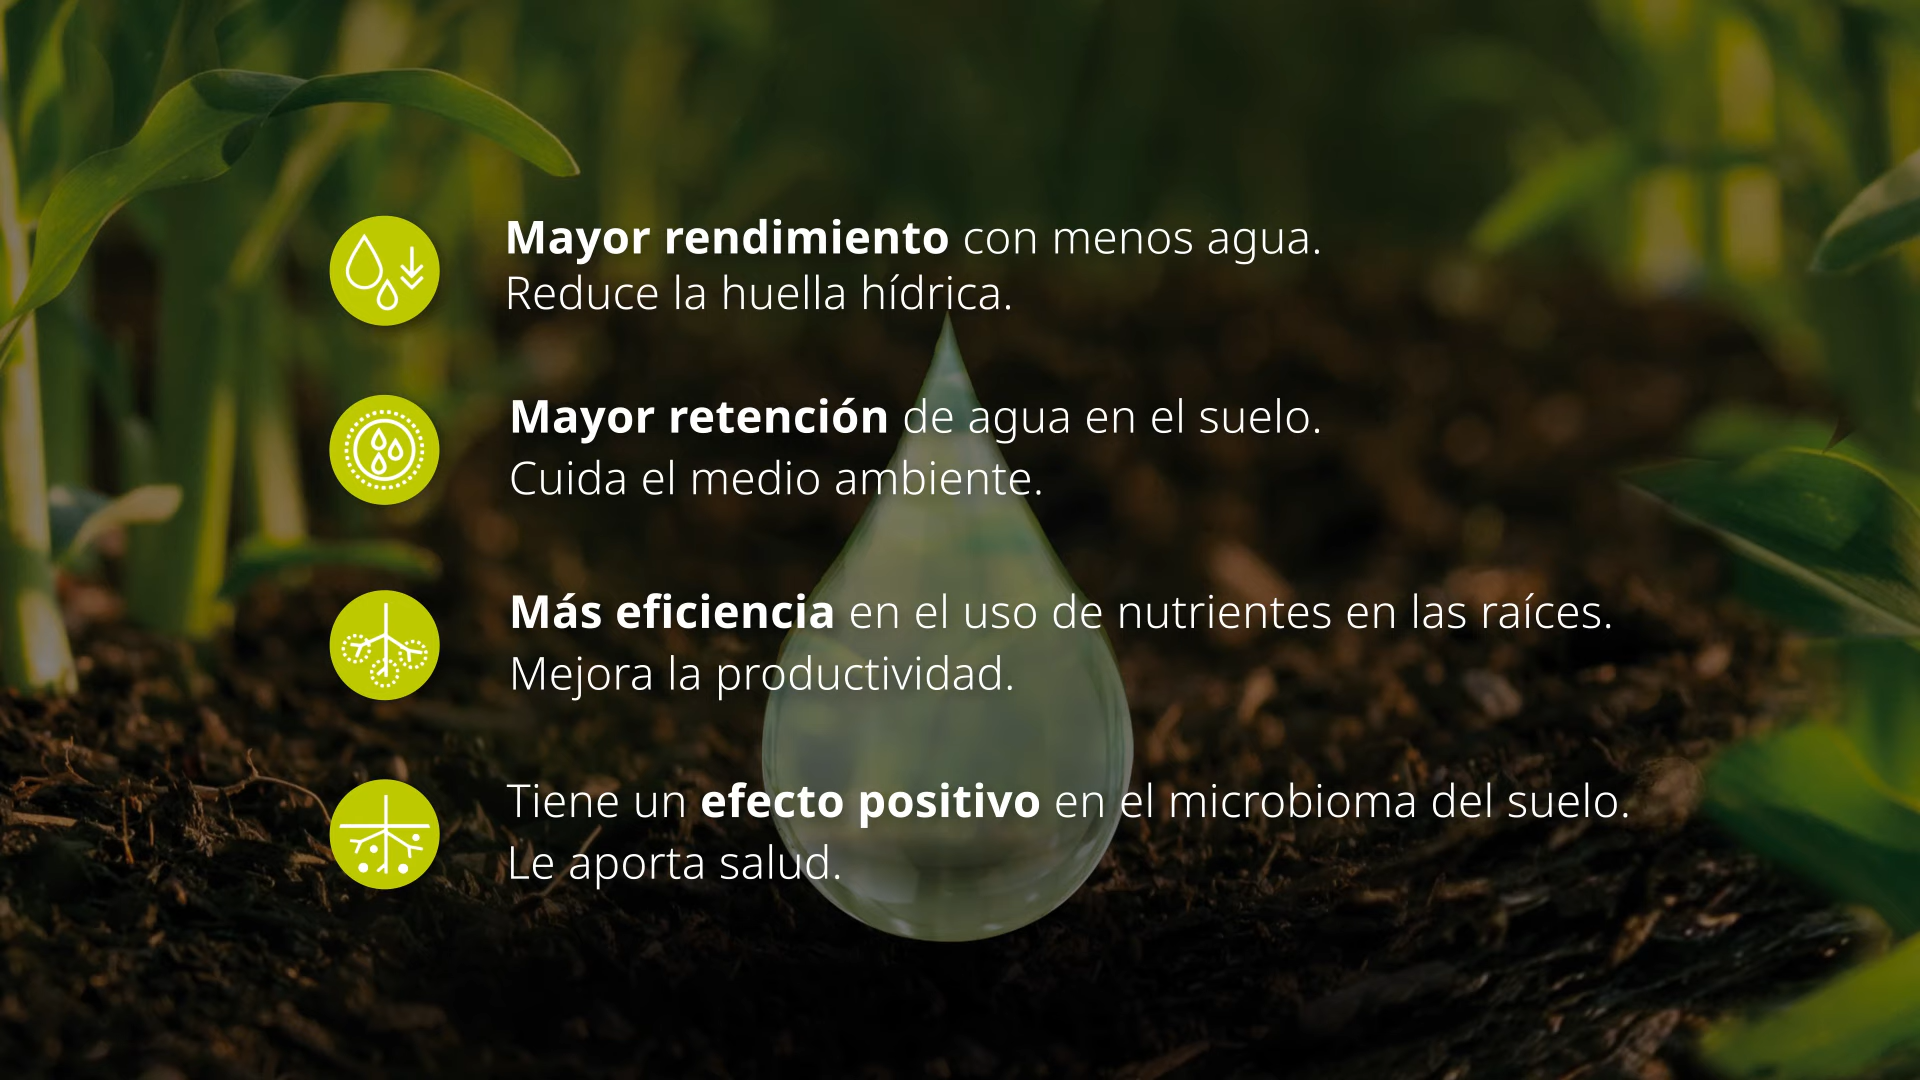 Mayor rendimiento con menos agua.
Reduce la huella hídrica.
Mayor retención de agua en el suelo.
Cuida el medio ambiente.
Más eficiencia en el uso de nutrientes en las raíces.
Mejora la productividad.
Tiene un efecto positivo en el microbioma del suelo.
Le aporta salud.